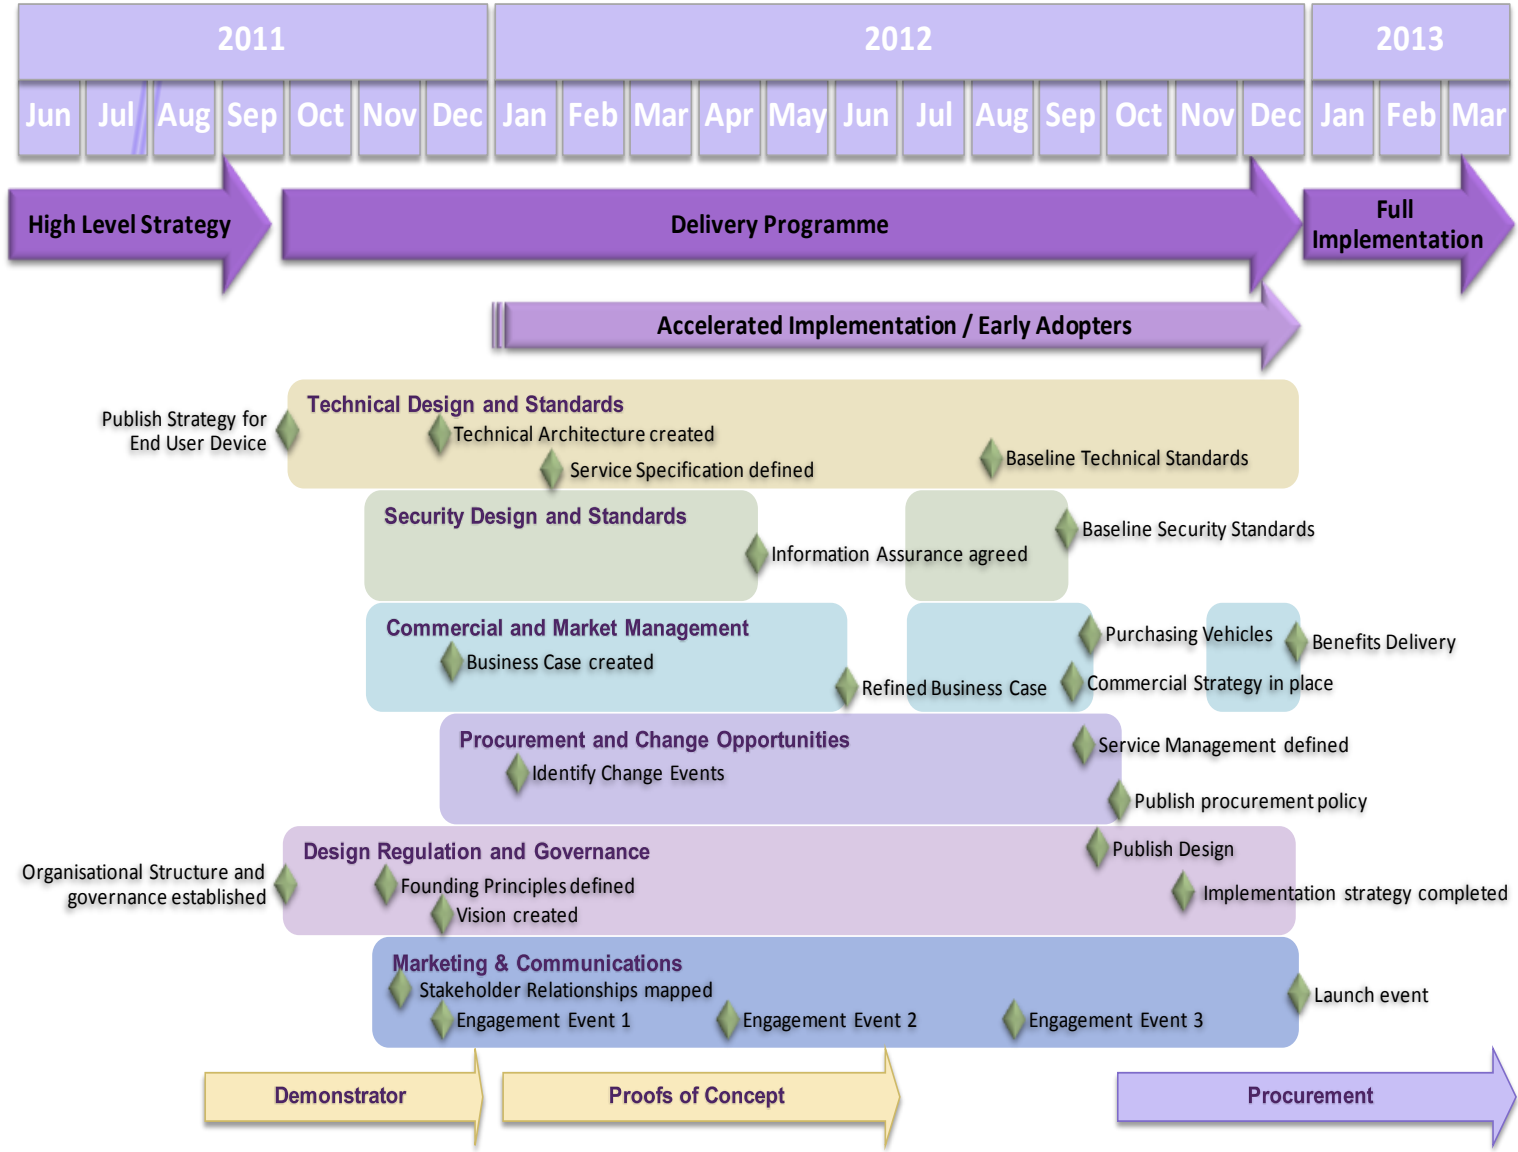 2011
2012
2013
Jun Jul Aug Sep Oct Nov Dec Jan Feb Mar Apr May Jun Jul Aug Sep Oct Nov Dec Jan Feb Mar
High Level Strategy
Delivery Programme
Full
Implementation
Accelerated Implementation / Early Adopters
Technical Design and Standards
Publish Strategy for
End User Device
Technical Architecture created
Service Specification defined
Baseline Technical Standards
Security Design and Standards
Baseline Security Standards
Information Assurance agreed
Commercial and Market Management
Purchasing Vehicles
Benefits Delivery
Business Case created
Refined Business Case
Commercial Strategy in place
Procurement and Change Opportunities
Service Management defined
Identify Change Events
Publish procurement policy
Design Regulation and Governance
Publish Design
Organisational Structure and
governance established
Founding Principles defined
Implementation strategy completed
Vision created
Marketing & Communications
Stakeholder Relationships mapped
Launch event
Engagement Event 1
Engagement Event 2
Engagement Event 3
Demonstrator
Proofs of Concept
Procurement